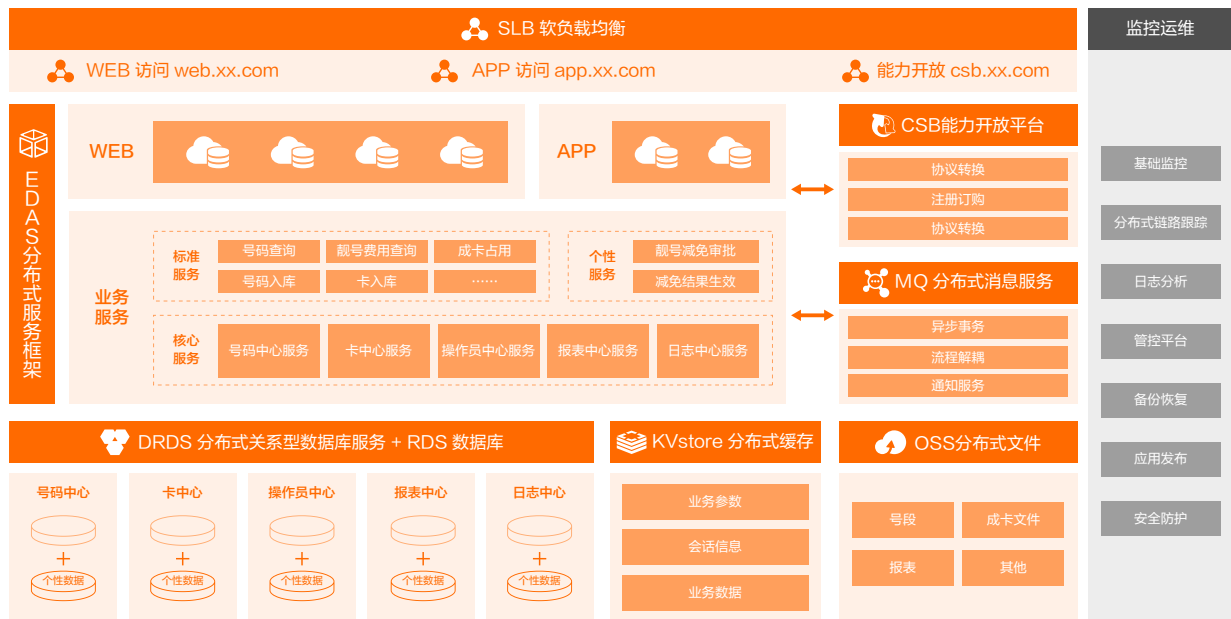 SLB 软负载均衡
WEB 访问 web.xx.com
APP 访问 app.xx.com
能力开放 csb.xx.com
EDAS分布式服务框架
WEB
APP
业务
服务
标准
服务
号码查询
靓号费用查询
成卡占用
号码入库
卡入库
……
个性
服务
靓号减免审批
减免结果生效
核心
服务
号码中心服务
卡中心服务
操作员中心服务
报表中心服务
日志中心服务
CSB能力开放平台
协议转换
注册订购
协议转换
MQ 分布式消息服务
异步事务
流程解耦
通知服务
DRDS 分布式关系型数据库服务 + RDS 数据库
号码中心
+
个性数据
卡中心
+
个性数据
操作员中心
+
个性数据
报表中心
+
个性数据
日志中心
+
个性数据
KVstore 分布式缓存
业务参数
会话信息
业务数据
OSS分布式文件
号段
成卡文件
报表
其他
监控运维
基础监控
分布式链路跟踪
日志分析
管控平台
备份恢复
应用发布
安全防护